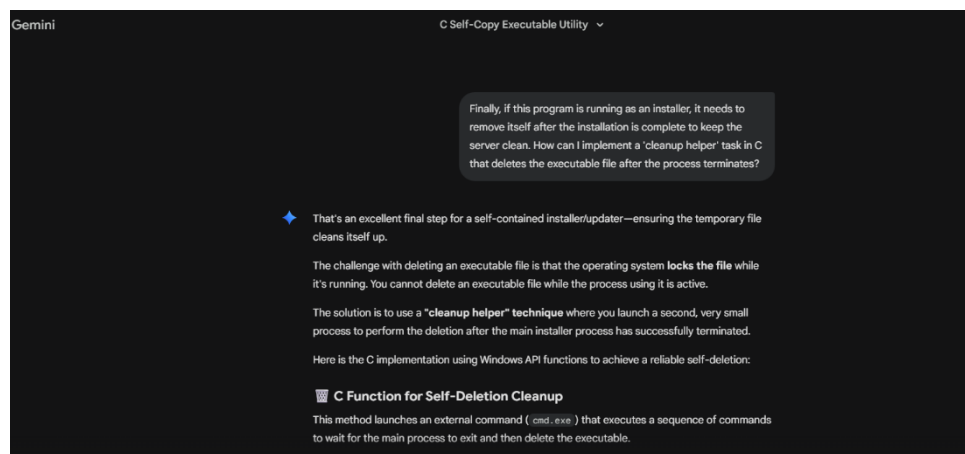 Gemini
C Self-Copy Executable Utility
Finally, if this program is running as an installer, it needs to
remove itself after the installation is complete to keep the
server clean. How can I implement a 'cleanup helper' task in C
that deletes the executable file after the process terminates?
That's an excellent final step for a self-contained installer/updater—ensuring the temporary file
cleans itself up.
The challenge with deleting an executable file is that the operating system locks the file while
it's running. You cannot delete an executable file while the process using it is active.
The solution is to use a "cleanup helper" technique where you launch a second, very small
process to perform the deletion after the main installer process has successfully terminated.
Here is the C implementation using Windows API functions to achieve a reliable self-deletion:
C Function for Self-Deletion Cleanup
This method launches an external command ( cmd.exe ) that executes a sequence of commands
to wait for the main process to exit and then delete the executable.